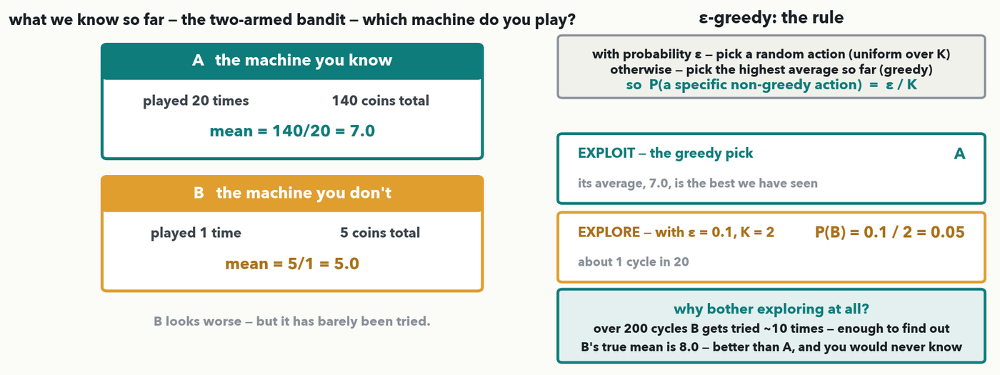 what we know so far – the two-armed bandit – which machine do you play?
A the machine you know
played 20 times 140 coins total
mean = 140/20 = 7.0
B the machine you don't
played 1 time 5 coins total
mean = 5/1 = 5.0
B looks worse – but it has barely been tried.
ε-greedy: the rule
with probability ε – pick a random action (uniform over K)
otherwise – pick the highest average so far (greedy)
so P(a specific non-greedy action) = ε / K
EXPLOIT – the greedy pick A
its average, 7.0, is the best we have seen
EXPLORE – with ε = 0.1, K = 2 P(B) = 0.1 / 2 = 0.05
about 1 cycle in 20
why bother exploring at all?
over 200 cycles B gets tried ~10 times – enough to find out
B's true mean is 8.0 – better than A, and you would never know